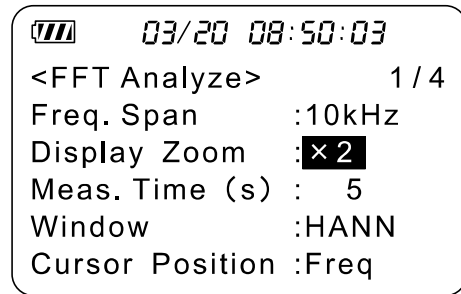 03/20 08:50:03
<FFT Analyze> 1/4
Freq. Span :10kHz
Display Zoom :×2
Meas. Time (s) : 5
Window :HANN
Cursor Position :Freq